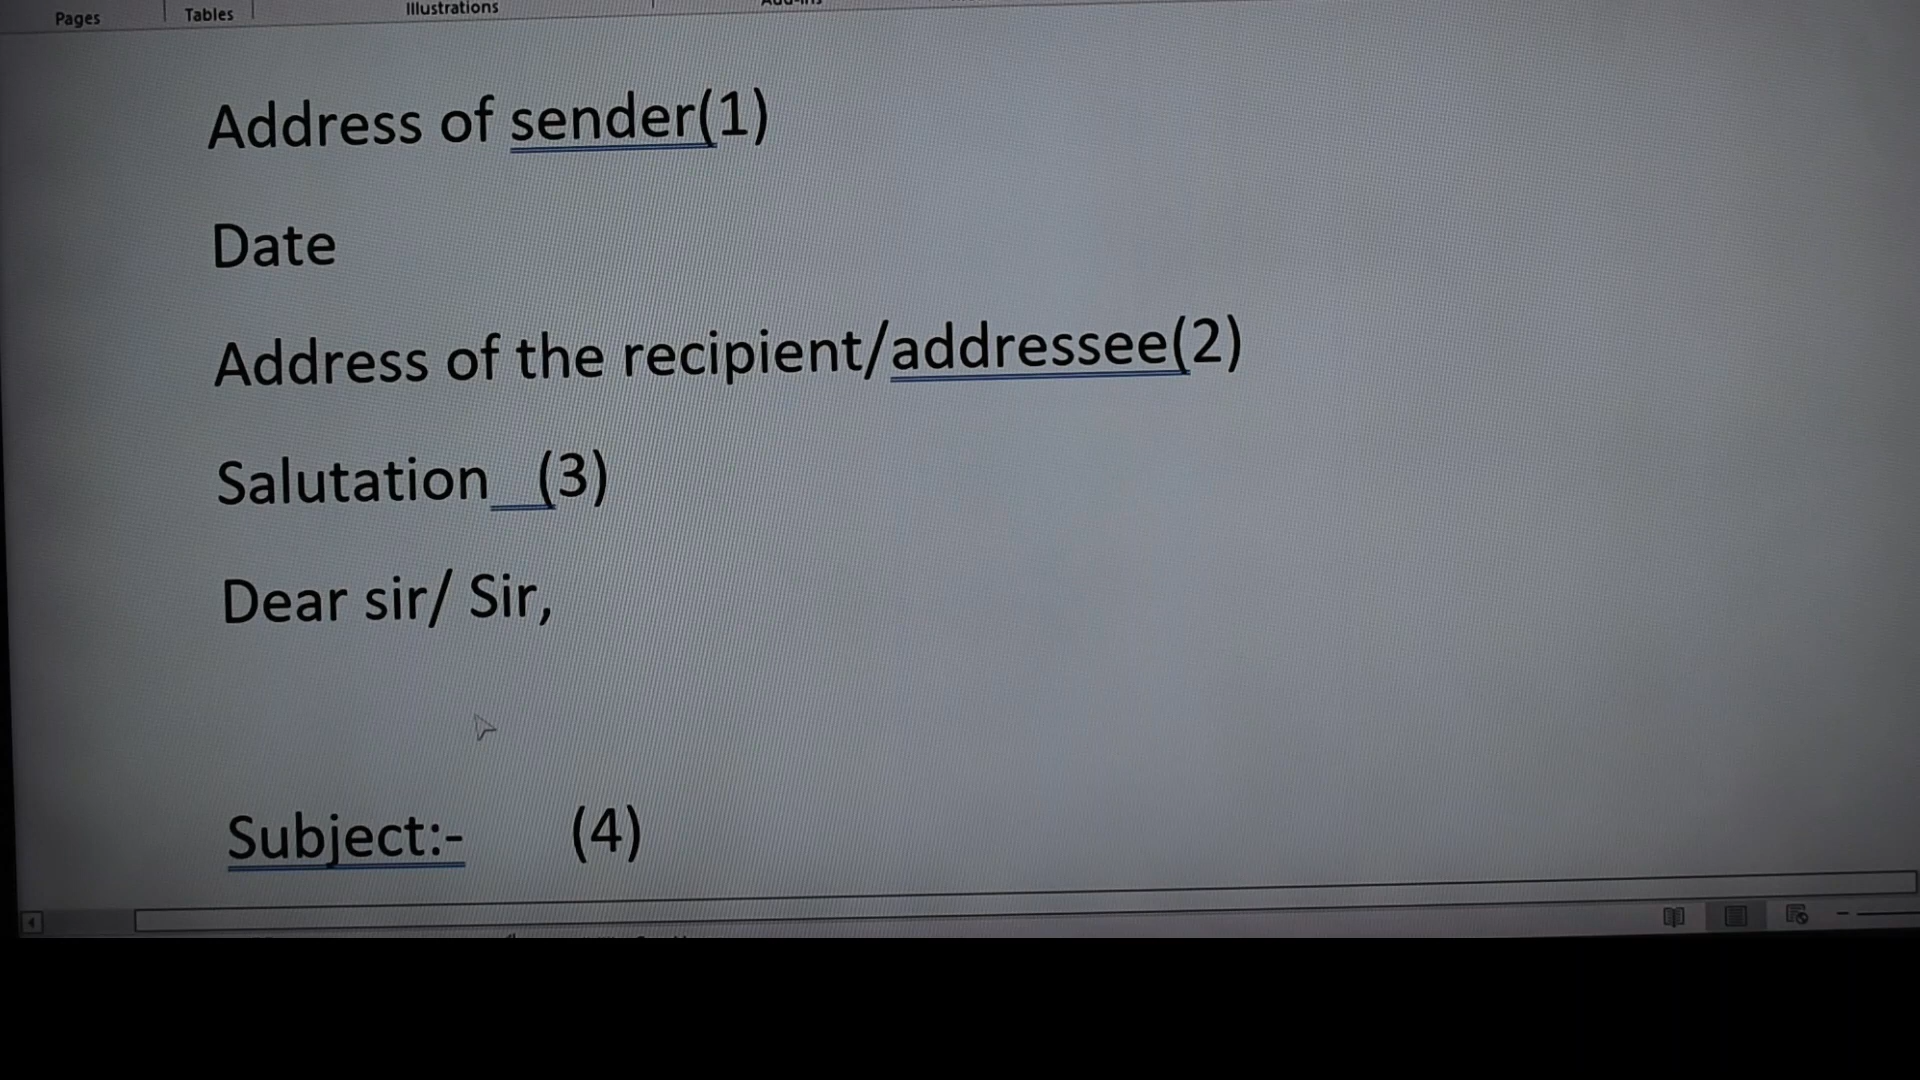 Pages Tables Illustrations
Address of sender(1)
Date
Address of the recipient/addressee(2)
Salutation (3)
Dear sir/ Sir,
Subject:- (4)